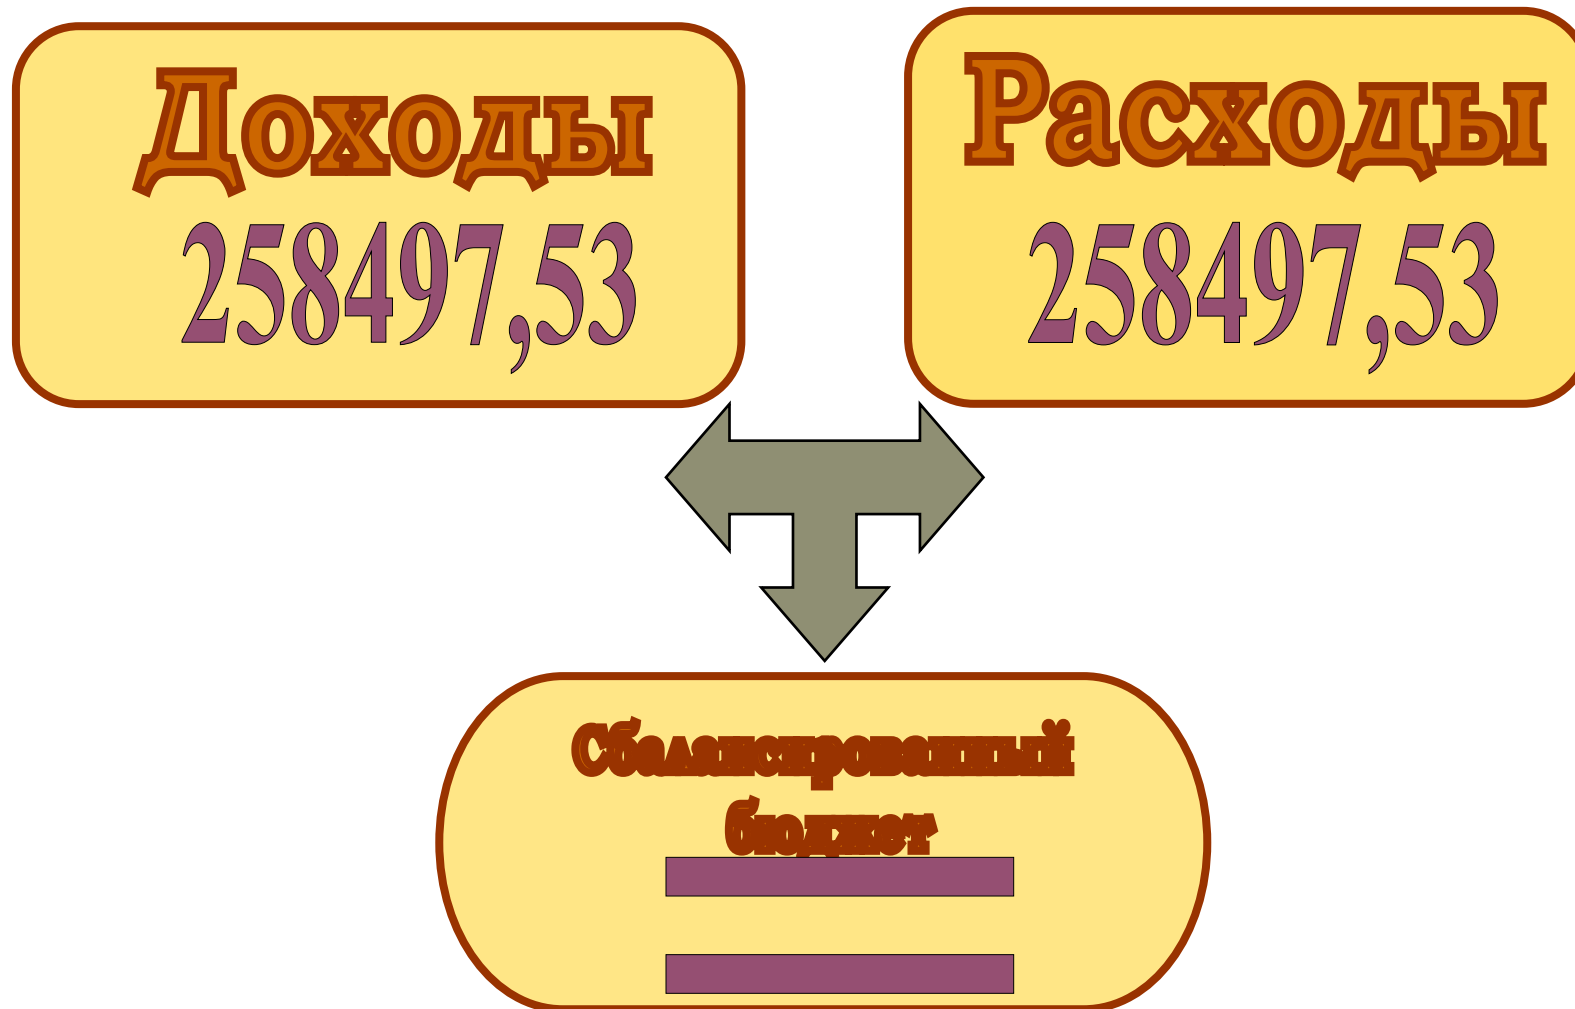 Доходы
258497,53
Расходы
258497,53
Сбалансированный
бюджет